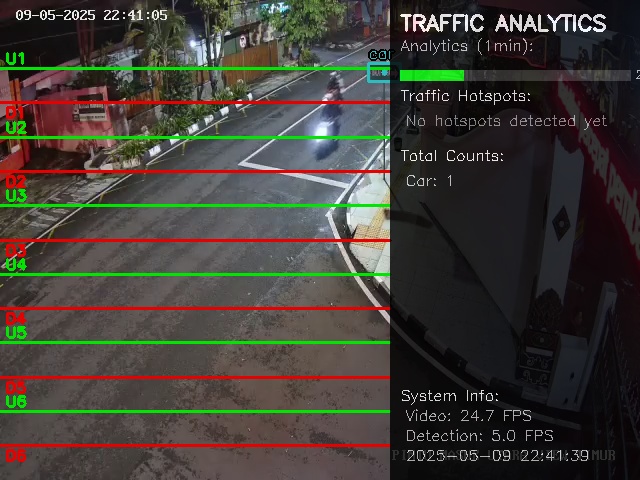 09-05-2025 22:41:05
TRAFFIC ANALYTICS
Analytics (1min):
U1
car
2
Traffic Hotspots:
D1
No hotspots detected yet
U2
Total Counts:
D2
Car: 1
U3
D3
U4
D4
U5
D5
System Info:
U6
Video: 24.7 FPS
Detection: 5.0 FPS
D6
2025-05-09 22:41:39